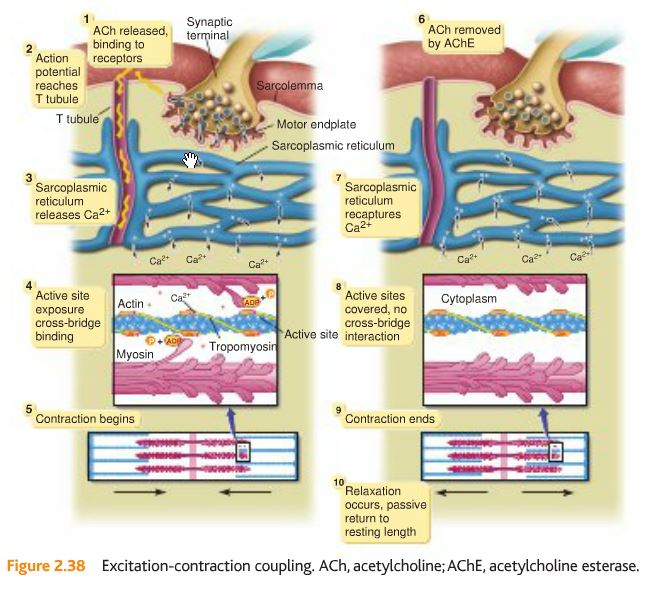 1
ACh released,
binding to
receptors
Synaptic
terminal
2
Action
potential
reaches
T tubule
Sarcolemma
T tubule
Motor endplate
Sarcoplasmic reticulum
3
Sarcoplasmic
reticulum
releases Ca2+
Ca2+
Ca2+
Ca2+
4
Active site
exposure
cross-bridge
binding
Actin
Ca2+
ADP + P
Active site
P + ADP
Tropomyosin
Myosin
5
Contraction begins
6
ACh removed
by AChE
7
Sarcoplasmic
reticulum
recaptures
Ca2+
Ca2+
Ca2+
Ca2+
8
Active sites
covered, no
cross-bridge
interaction
Cytoplasm
9
Contraction ends
10
Relaxation
occurs, passive
return to
resting length
Figure 2.38 Excitation-contraction coupling. ACh, acetylcholine; AChE, acetylcholine esterase.